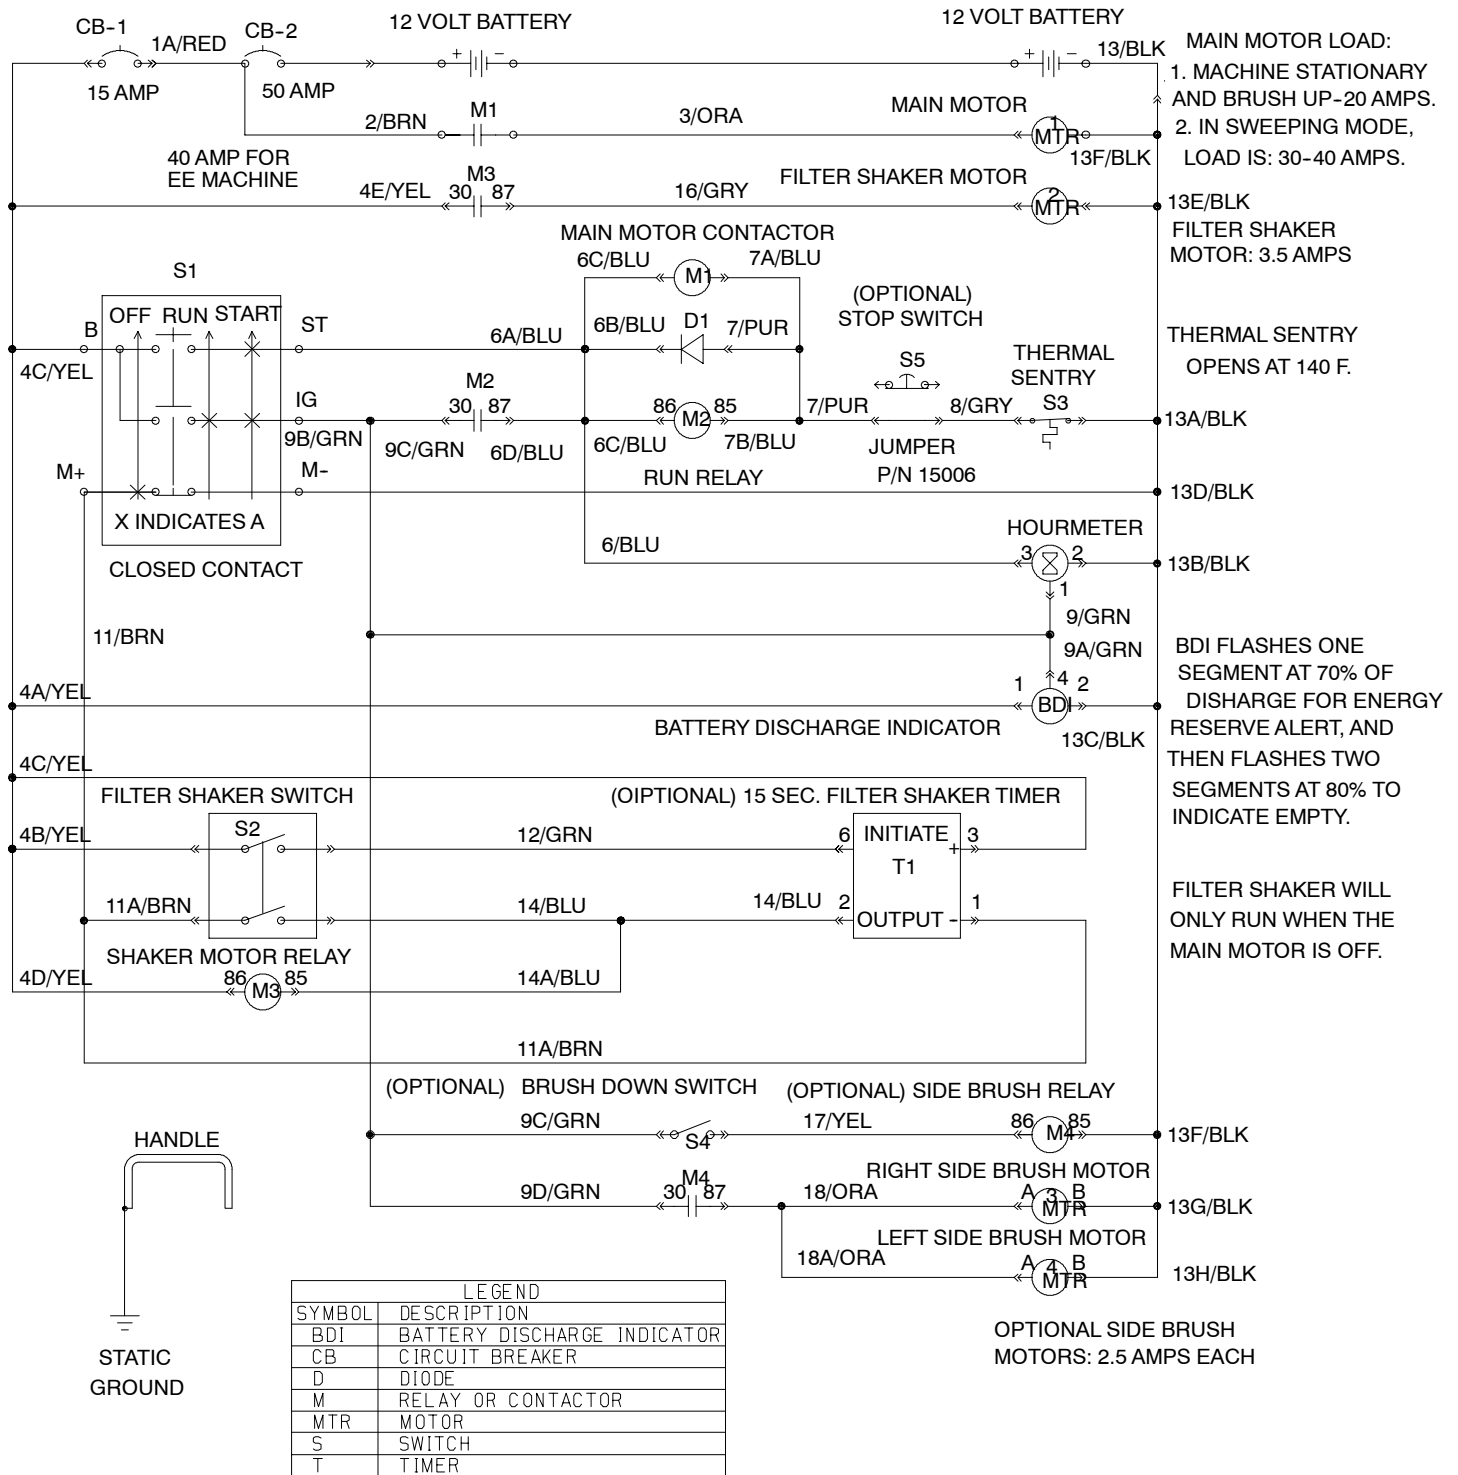 CB-1
1A/RED
CB-2
12 VOLT BATTERY
12 VOLT BATTERY
13/BLK
+ -
+ -
15 AMP
50 AMP
MAIN MOTOR LOAD:
1. MACHINE STATIONARY
AND BRUSH UP-20 AMPS.
2. IN SWEEPING MODE,
LOAD IS: 30-40 AMPS.
2/BRN
M1
3/ORA
MAIN MOTOR
1
MTR
13F/BLK
40 AMP FOR
EE MACHINE
4E/YEL
M3
30 87
16/GRY
FILTER SHAKER MOTOR
2
MTR
13E/BLK
FILTER SHAKER
MOTOR: 3.5 AMPS
MAIN MOTOR CONTACTOR
6C/BLU
M1
7A/BLU
S1
OFF RUN START
B
ST
4C/YEL
6A/BLU
6B/BLU
D1
7/PUR
(OPTIONAL)
STOP SWITCH
S5
THERMAL
SENTRY
S3
THERMAL SENTRY
OPENS AT 140 F.
IG
9B/GRN
9C/GRN
M2
30 87
6D/BLU
86
M2
85
6C/BLU
7B/BLU
7/PUR
8/GRY
13A/BLK
JUMPER
P/N 15006
RUN RELAY
M+
M-
13D/BLK
X INDICATES A
CLOSED CONTACT
6/BLU
HOURMETER
3 2
1
13B/BLK
11/BRN
9/GRN
9A/GRN
4A/YEL
1 4 2
BDI
BATTERY DISCHARGE INDICATOR
13C/BLK
BDI FLASHES ONE
SEGMENT AT 70% OF
DISHARGE FOR ENERGY
RESERVE ALERT, AND
THEN FLASHES TWO
SEGMENTS AT 80% TO
INDICATE EMPTY.
4C/YEL
FILTER SHAKER SWITCH
(OIPTIONAL) 15 SEC. FILTER SHAKER TIMER
4B/YEL
S2
12/GRN
6
INITIATE
+
3
T1
11A/BRN
14/BLU
14/BLU
2
OUTPUT -
1
FILTER SHAKER WILL
ONLY RUN WHEN THE
MAIN MOTOR IS OFF.
SHAKER MOTOR RELAY
4D/YEL
86
M3
85
14A/BLU
11A/BRN
(OPTIONAL) BRUSH DOWN SWITCH
(OPTIONAL) SIDE BRUSH RELAY
9C/GRN
S4
17/YEL
86
M4
85
13F/BLK
HANDLE
RIGHT SIDE BRUSH MOTOR
9D/GRN
M4
30 87
18/ORA
A 3 B
MTR
13G/BLK
LEFT SIDE BRUSH MOTOR
18A/ORA
A 4 B
MTR
13H/BLK
STATIC
GROUND
OPTIONAL SIDE BRUSH
MOTORS: 2.5 AMPS EACH
LEGEND
SYMBOL DESCRIPTION
BDI BATTERY DISCHARGE INDICATOR
CB CIRCUIT BREAKER
D DIODE
M RELAY OR CONTACTOR
MTR MOTOR
S SWITCH
T TIMER